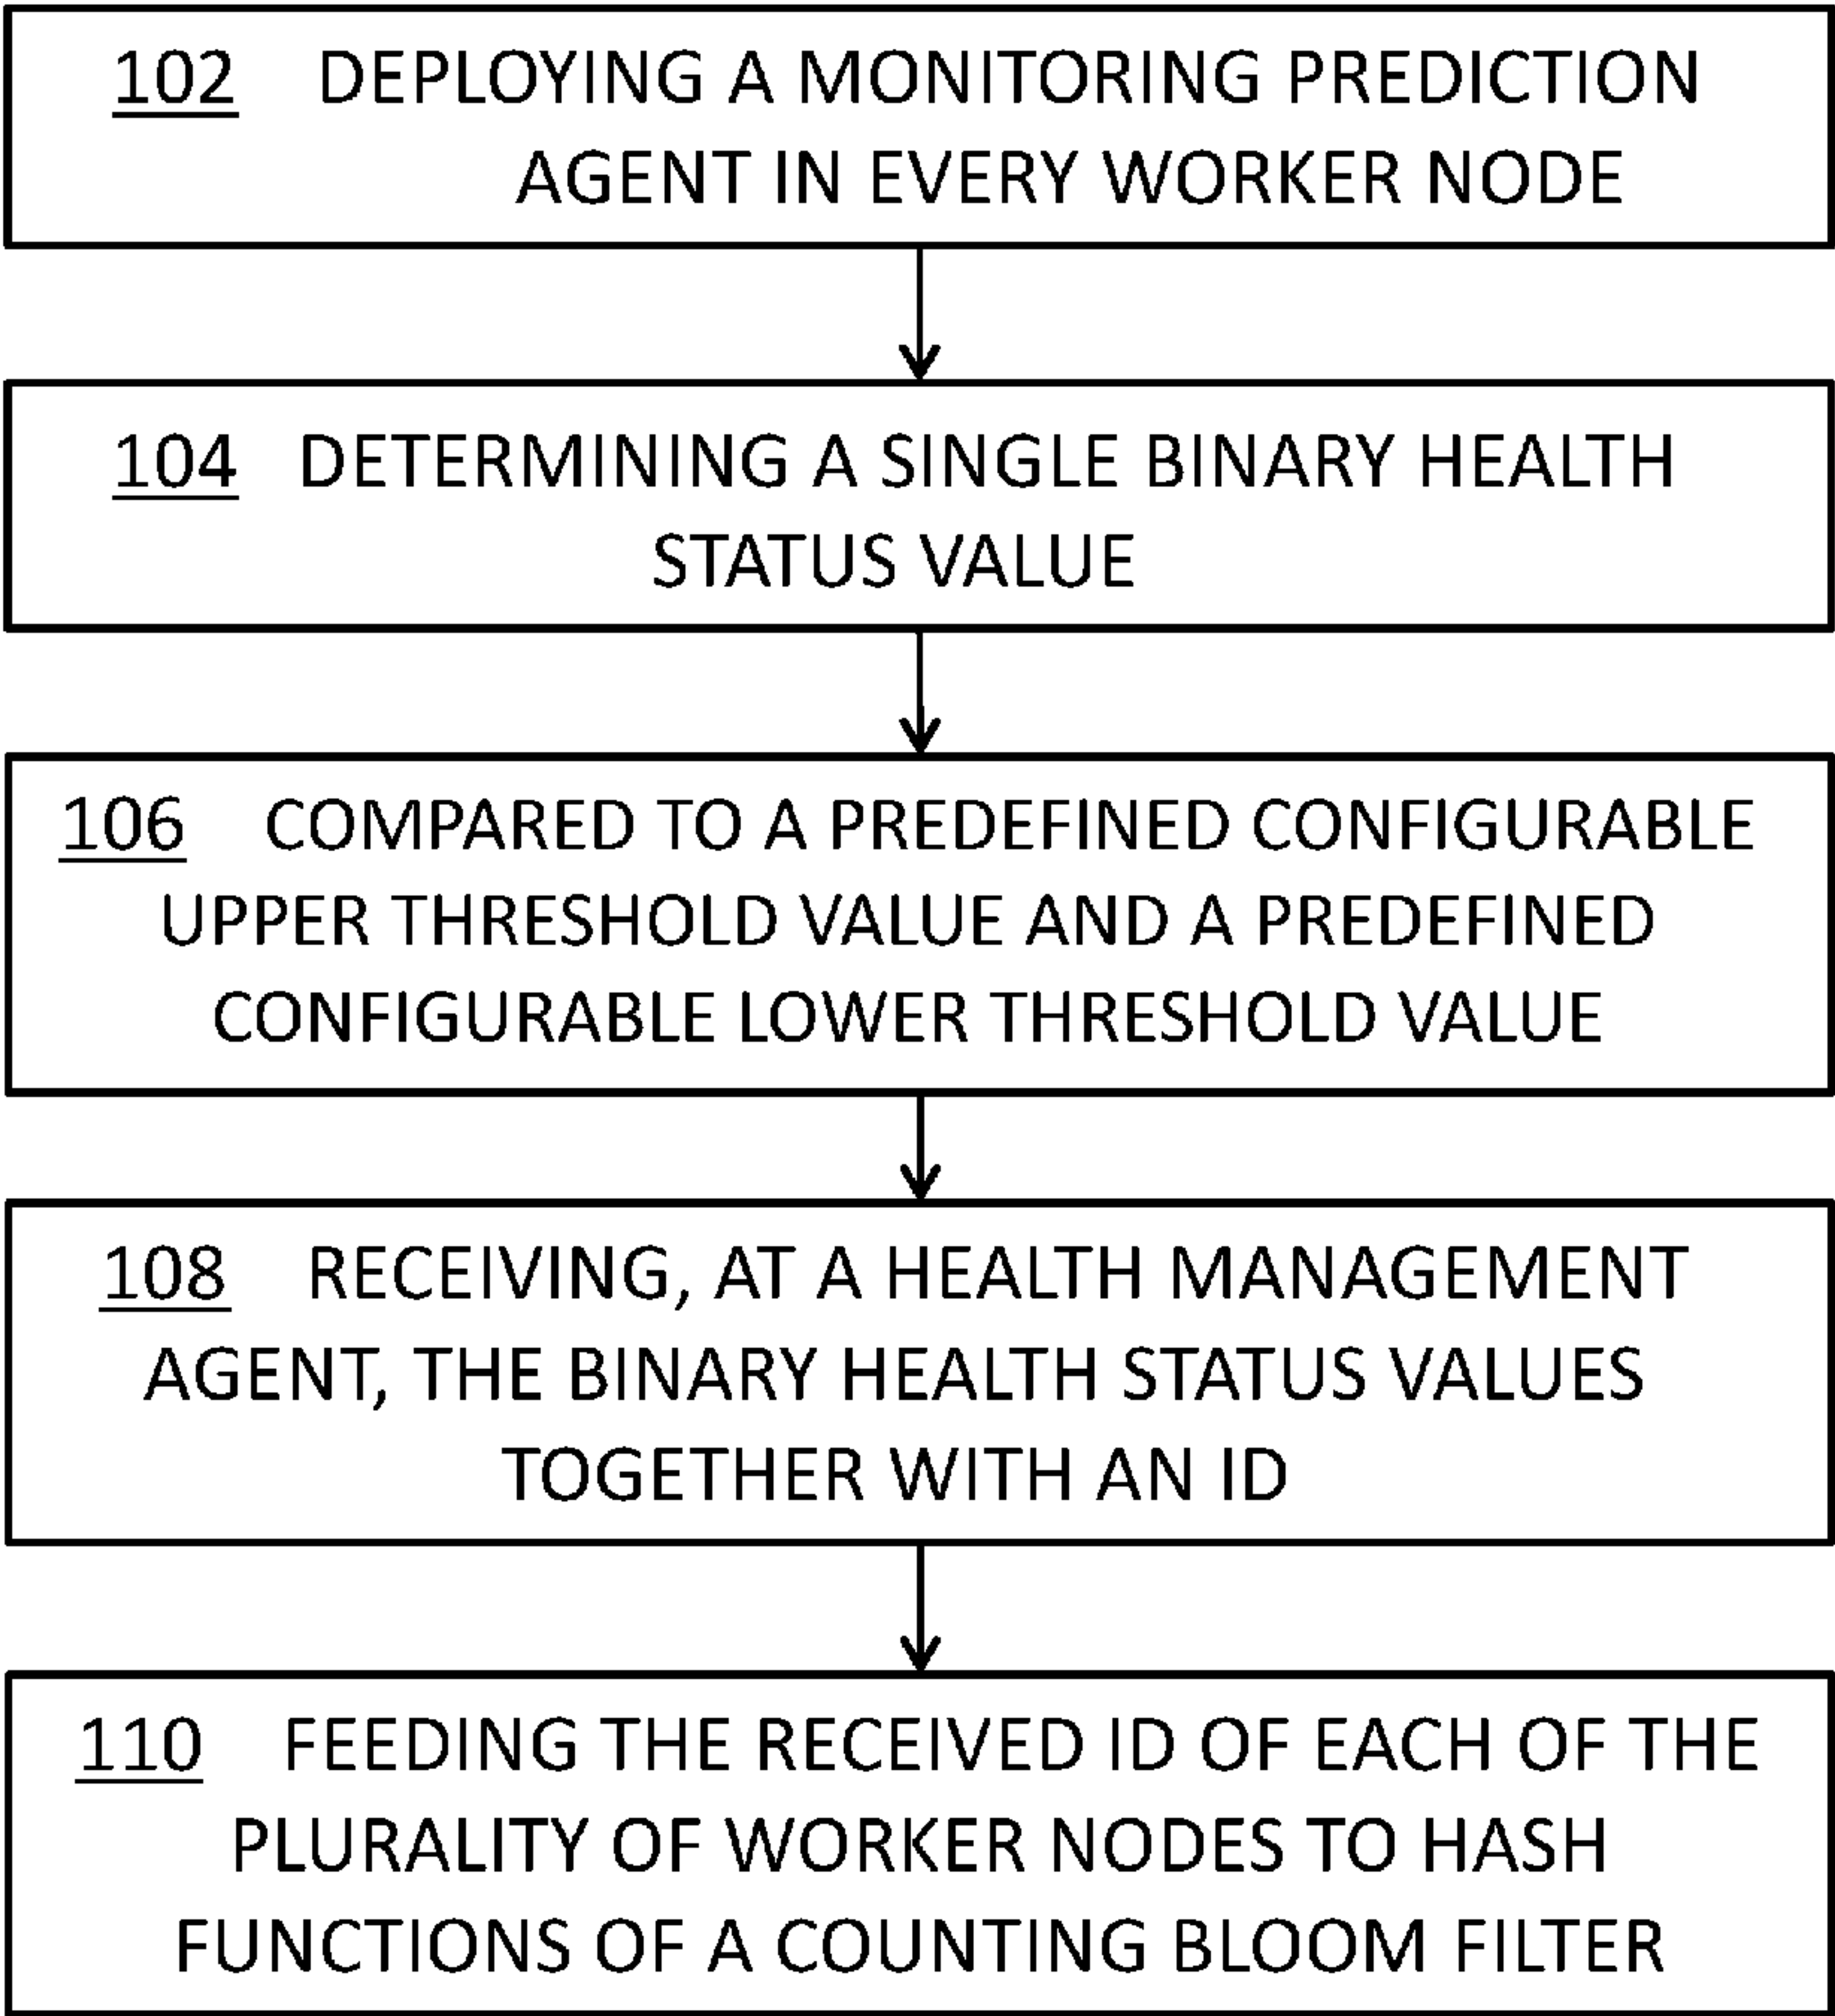 102 DEPLOYING A MONITORING PREDICTION
AGENT IN EVERY WORKER NODE
104 DETERMINING A SINGLE BINARY HEALTH
STATUS VALUE
106 COMPARED TO A PREDEFINED CONFIGURABLE
UPPER THRESHOLD VALUE AND A PREDEFINED
CONFIGURABLE LOWER THRESHOLD VALUE
108 RECEIVING, AT A HEALTH MANAGEMENT
AGENT, THE BINARY HEALTH STATUS VALUES
TOGETHER WITH AN ID
110 FEEDING THE RECEIVED ID OF EACH OF THE
PLURALITY OF WORKER NODES TO HASH
FUNCTIONS OF A COUNTING BLOOM FILTER